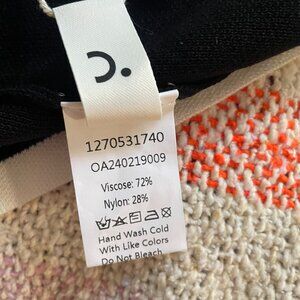 1270531740
OA240219009
Viscose: 72%
Nylon: 28%
Hand Wash Cold
With Like Colors
Do Not Bleach